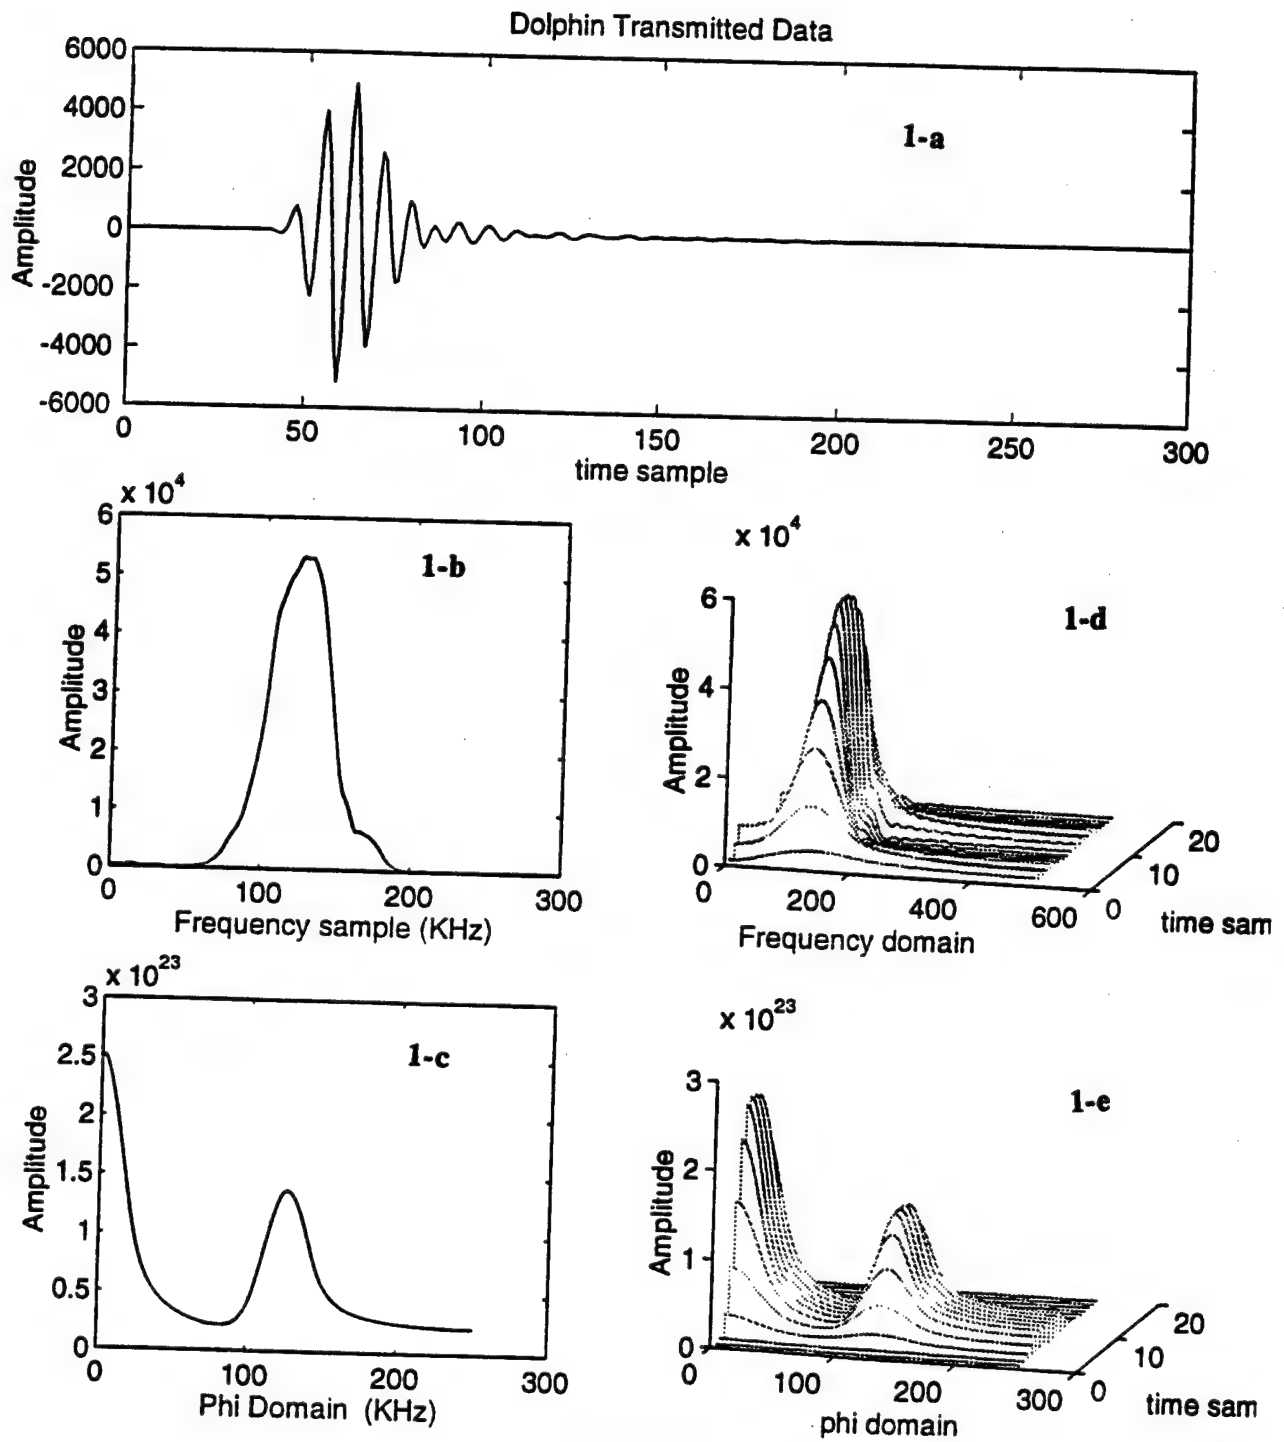 Dolphin Transmitted Data
6000
4000
2000
0
-2000
-4000
-6000
Amplitude
1-a
0 50 100 150 200 250 300
time sample
x 10^4
6
5
4
3
2
1
0
Amplitude
1-b
0 100 200 300
Frequency sample (KHz)
x 10^4
6
4
2
0
Amplitude
1-d
0 200 400 600
Frequency domain
0 10 20
time sam
x 10^23
3
2.5
2
1.5
1
0.5
0
Amplitude
1-c
0 100 200 300
Phi Domain (KHz)
x 10^23
3
2
1
0
Amplitude
1-e
0 100 200 300
phi domain
0 10 20
time sam